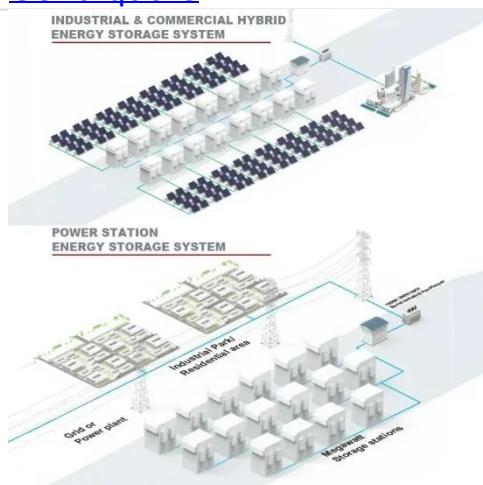 INDUSTRIAL & COMMERCIAL HYBRID
ENERGY STORAGE SYSTEM
POWER STATION
ENERGY STORAGE SYSTEM
Industrial Park/
Residential area
Grid or
Power plant
Megawatt
Storage stations